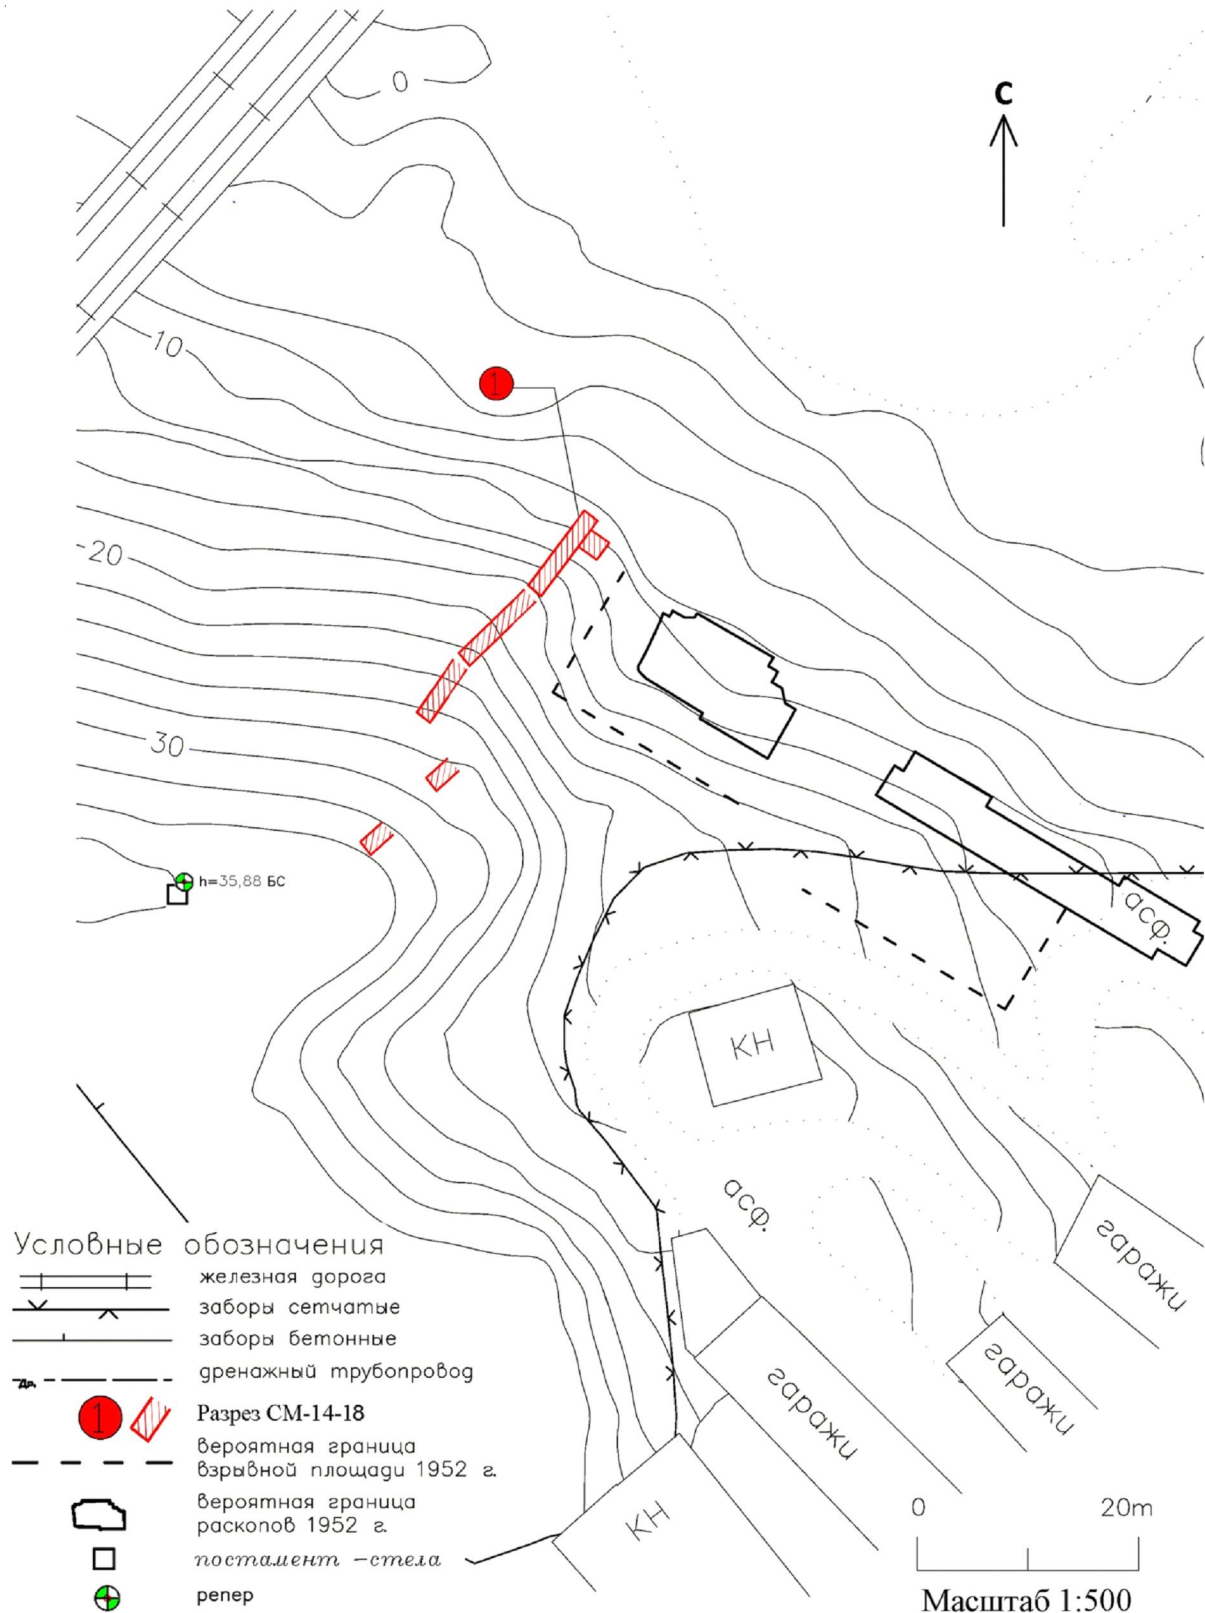 0
С
10
1
20
30
h=35,88 БС
асф.
КН
асф.
гаражи
гаражи
гаражи
КН
Условные обозначения
железная дорога
заборы сетчатые
заборы бетонные
др.
дренажный трубопровод
1
Разрез СМ-14-18
вероятная граница
взрывной площади 1952 г.
вероятная граница
раскопов 1952 г.
постамент -стела
репер
0 20m
Масштаб 1:500